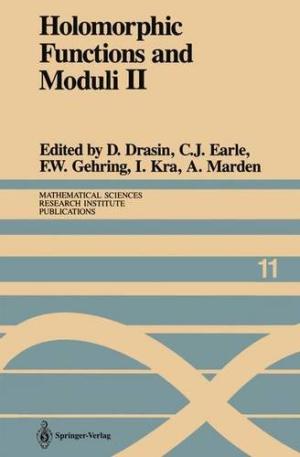 Holomorphic
Functions and
Moduli II
Edited by D. Drasin, C.J. Earle,
F.W. Gehring, I. Kra, A. Marden
MATHEMATICAL SCIENCES
RESEARCH INSTITUTE
PUBLICATIONS
11
Springer-Verlag